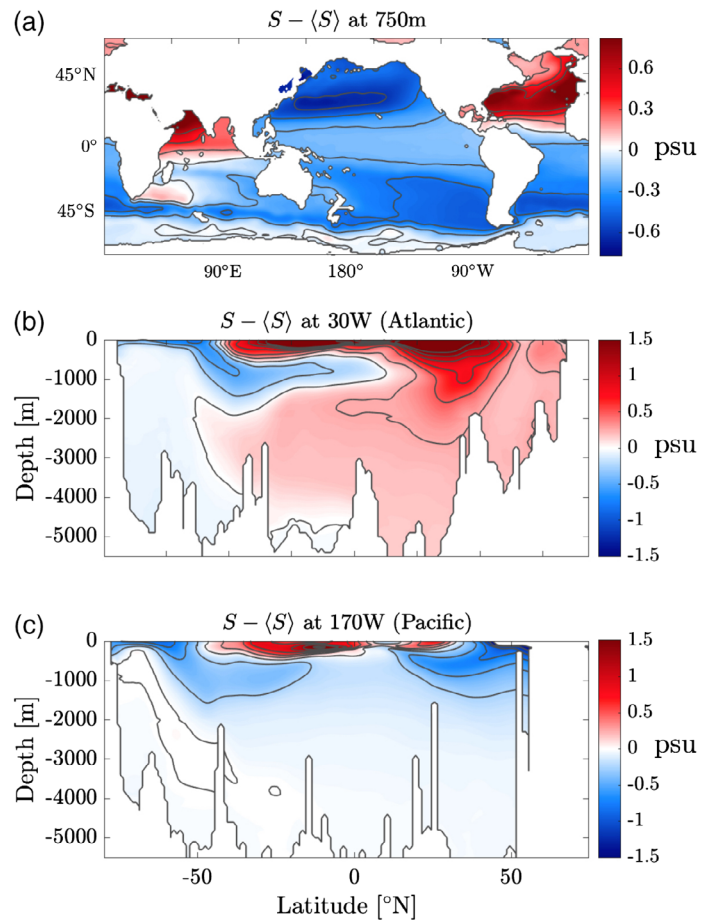 (a)
S − ⟨S⟩ at 750m
45°N
0°
45°S
90°E 180° 90°W
0.6
0.3
0
-0.3
-0.6
psu
(b)
S − ⟨S⟩ at 30W (Atlantic)
Depth [m]
0
-1000
-2000
-3000
-4000
-5000
1.5
1
0.5
0
-0.5
-1
-1.5
psu
(c)
S − ⟨S⟩ at 170W (Pacific)
Depth [m]
0
-1000
-2000
-3000
-4000
-5000
-50 0 50
Latitude [°N]
1.5
1
0.5
0
-0.5
-1
-1.5
psu